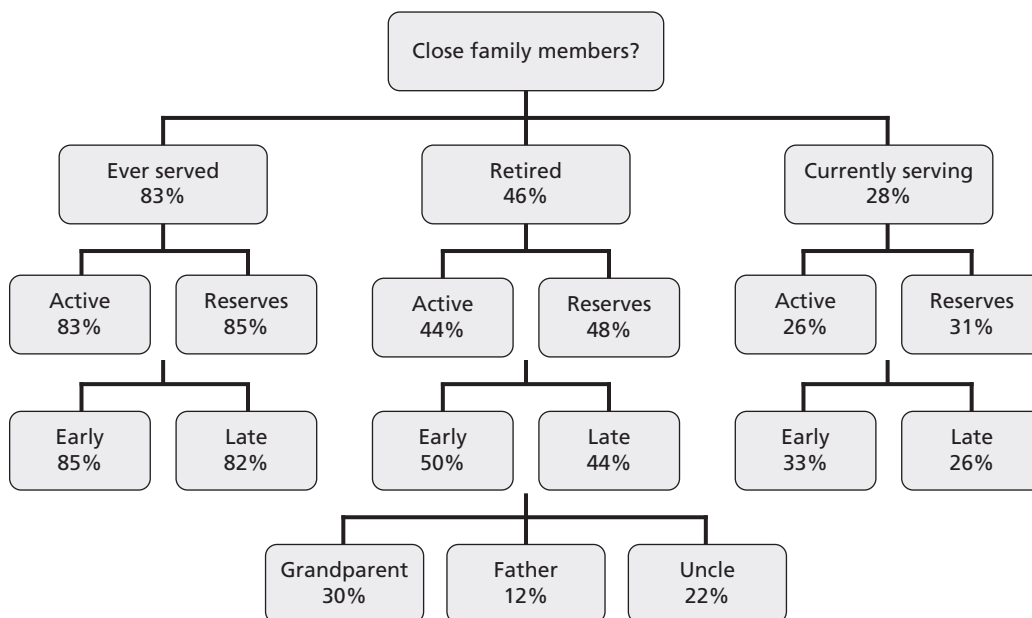 Close family members?
Ever served
83%
Retired
46%
Currently serving
28%
Active
83%
Reserves
85%
Active
44%
Reserves
48%
Active
26%
Reserves
31%
Early
85%
Late
82%
Early
50%
Late
44%
Early
33%
Late
26%
Grandparent
30%
Father
12%
Uncle
22%